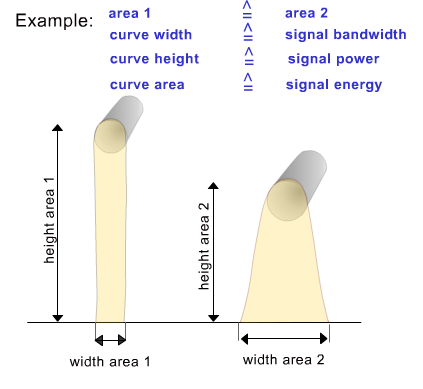 Example: area 1 ≙ area 2
curve width ≙ signal bandwidth
curve height ≙ signal power
curve area ≙ signal energy
height area 1
height area 2
width area 1
width area 2